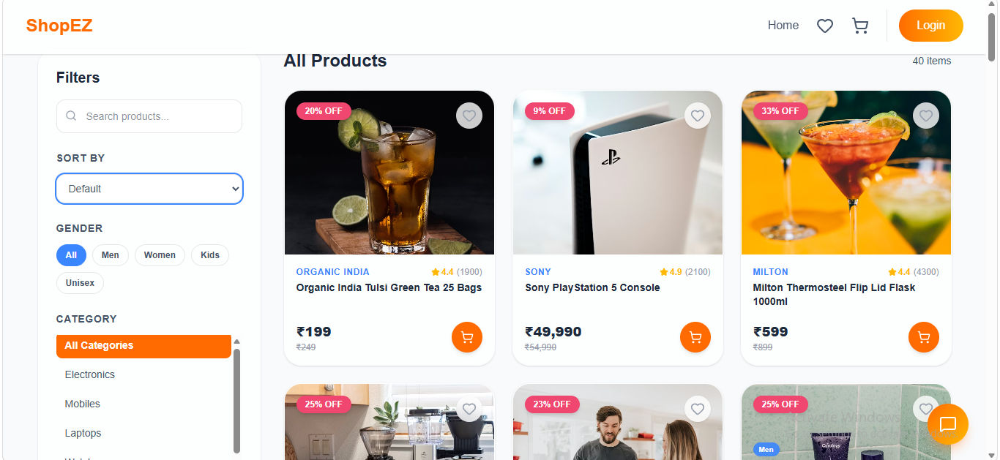 ShopEZ
Home
Login
Filters
Search products...
SORT BY
Default
GENDER
All
Men
Women
Kids
Unisex
CATEGORY
All Categories
Electronics
Mobiles
Laptops
All Products
40 items
20% OFF
ORGANIC INDIA
4.4 (1900)
Organic India Tulsi Green Tea 25 Bags
₹199
₹249
9% OFF
SONY
4.9 (2100)
Sony PlayStation 5 Console
₹49,990
₹54,990
33% OFF
MILTON
4.4 (4300)
Milton Thermosteel Flip Lid Flask
1000ml
₹599
₹899
25% OFF
23% OFF
25% OFF
Windows
Men
Curology